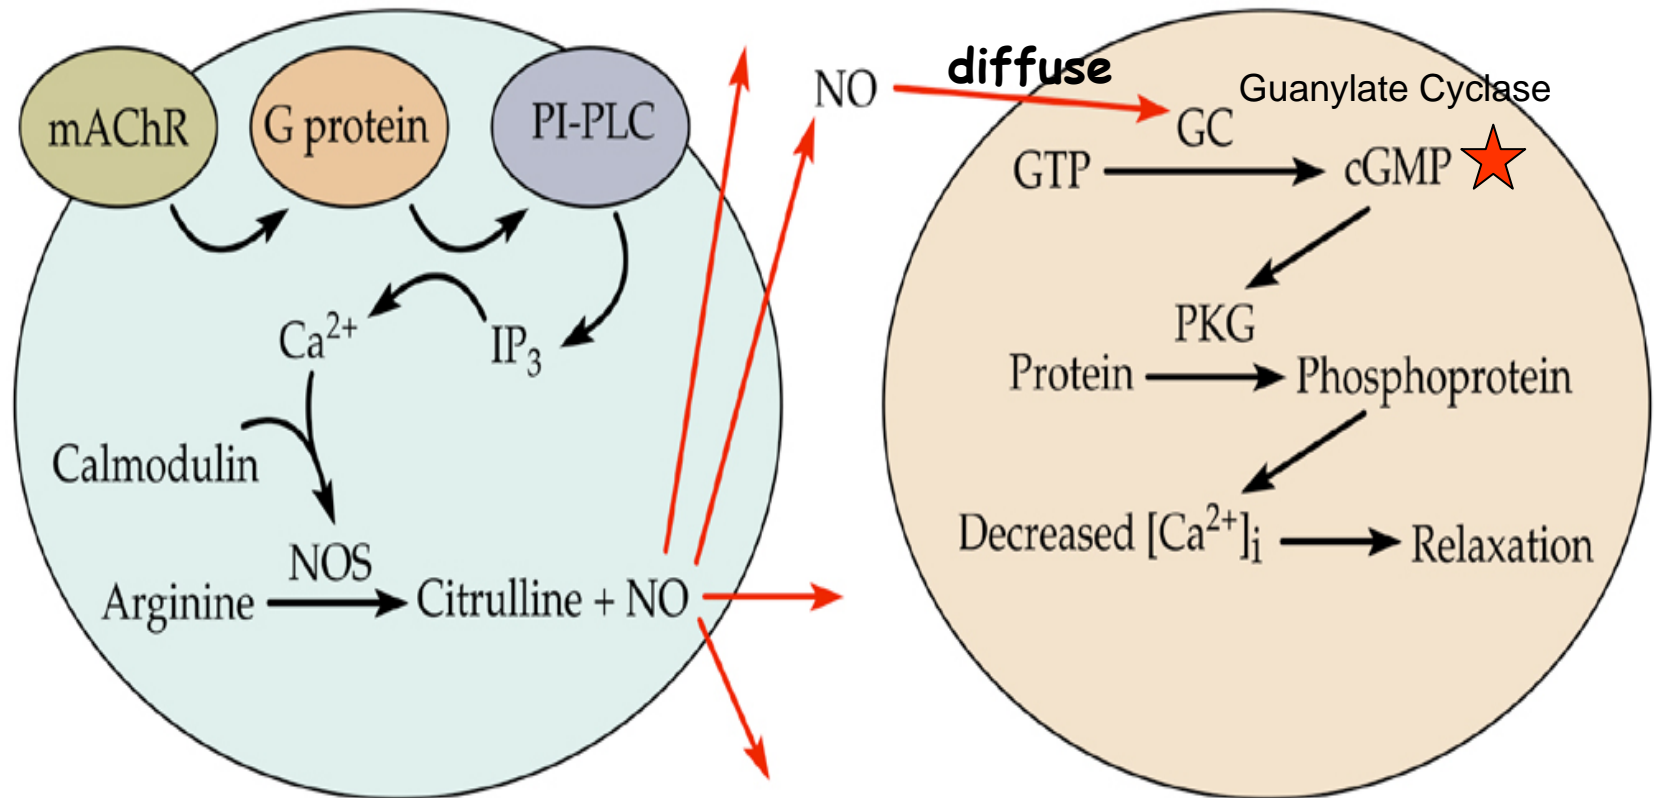 mAChR
G protein
PI-PLC
Ca²⁺
IP₃
Calmodulin
NOS
Arginine
Citrulline + NO
NO
diffuse
Guanylate Cyclase
GC
GTP
cGMP
PKG
Protein
Phosphoprotein
Decreased [Ca²⁺]ᵢ
Relaxation